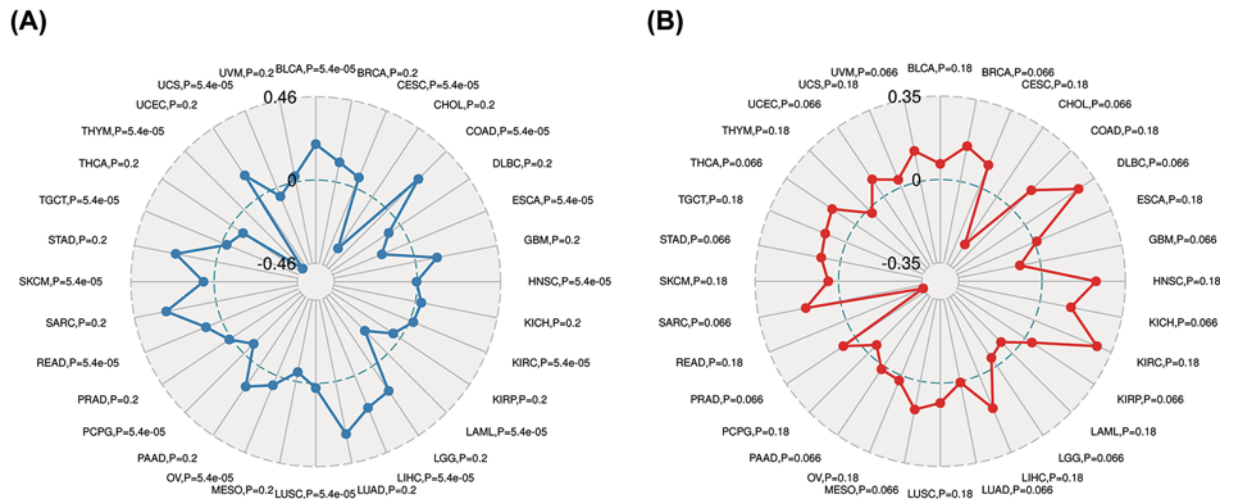 (A)
BLCA,P=5.4e-05
BRCA,P=0.2
CESC,P=5.4e-05
CHOL,P=0.2
COAD,P=5.4e-05
DLBC,P=0.2
ESCA,P=5.4e-05
GBM,P=0.2
HNSC,P=5.4e-05
KICH,P=0.2
KIRC,P=5.4e-05
KIRP,P=0.2
LAML,P=5.4e-05
LGG,P=0.2
LIHC,P=5.4e-05
LUAD,P=0.2
LUSC,P=5.4e-05
MESO,P=0.2
OV,P=5.4e-05
PAAD,P=0.2
PCPG,P=5.4e-05
PRAD,P=0.2
READ,P=5.4e-05
SARC,P=0.2
SKCM,P=5.4e-05
STAD,P=0.2
TGCT,P=5.4e-05
THCA,P=0.2
THYM,P=5.4e-05
UCEC,P=0.2
UCS,P=5.4e-05
UVM,P=0.2
0.46
0
-0.46
(B)
BLCA,P=0.18
BRCA,P=0.066
CESC,P=0.18
CHOL,P=0.066
COAD,P=0.18
DLBC,P=0.066
ESCA,P=0.18
GBM,P=0.066
HNSC,P=0.18
KICH,P=0.066
KIRC,P=0.18
KIRP,P=0.066
LAML,P=0.18
LGG,P=0.066
LIHC,P=0.18
LUAD,P=0.066
LUSC,P=0.18
MESO,P=0.066
OV,P=0.18
PAAD,P=0.066
PCPG,P=0.18
PRAD,P=0.066
READ,P=0.18
SARC,P=0.066
SKCM,P=0.18
STAD,P=0.066
TGCT,P=0.18
THCA,P=0.066
THYM,P=0.18
UCEC,P=0.066
UCS,P=0.18
UVM,P=0.066
0.35
0
-0.35